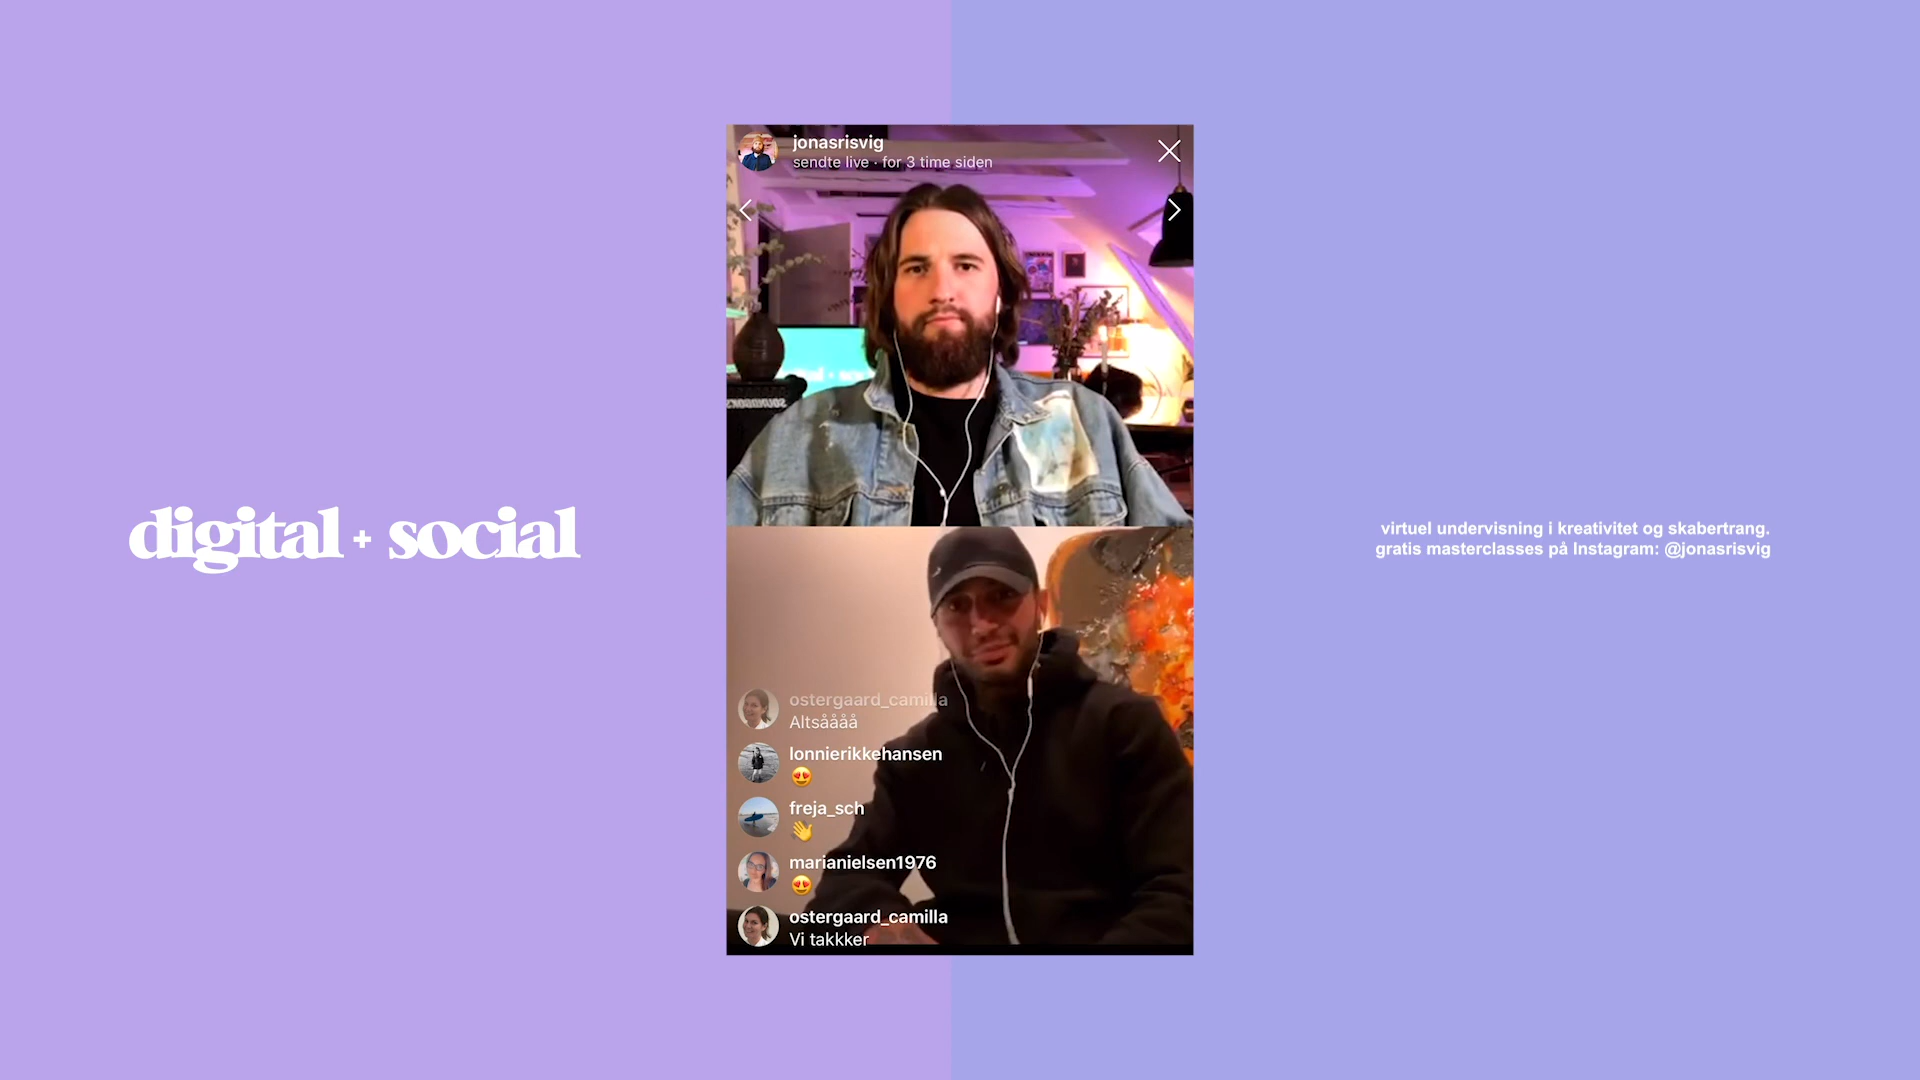 jonasrisvig
sendte live · for 3 time siden
digital + social
virtuel undervisning i kreativitet og skabertrang.
gratis masterclasses på Instagram: @jonasrisvig
ostergaard_camilla
Altsåååå
lonnierikkehansen
😍
freja_sch
👋
marianielsen1976
😍
ostergaard_camilla
Vi takkker